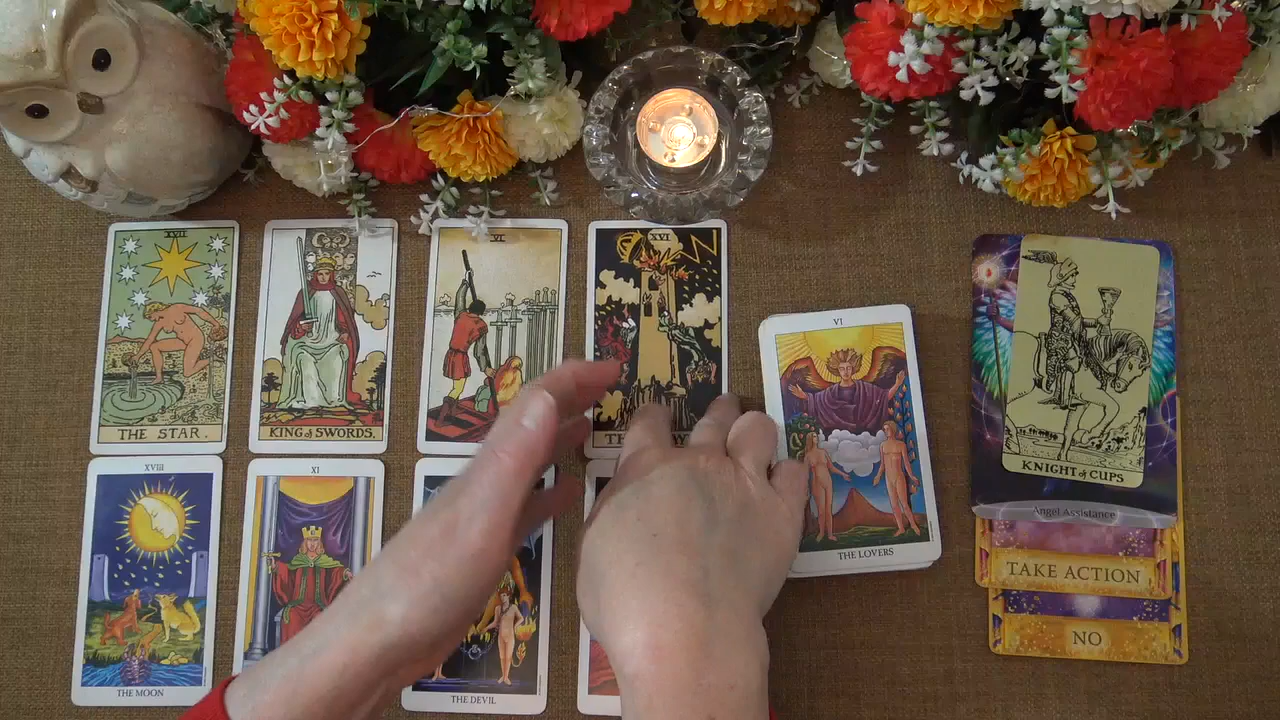 XVII
THE STAR.
KING of SWORDS.
VI
XVI
VI
THE LOVERS
KNIGHT of CUPS
Angel Assistance
TAKE ACTION
NO
XVIII
THE MOON
XI
THE DEVIL